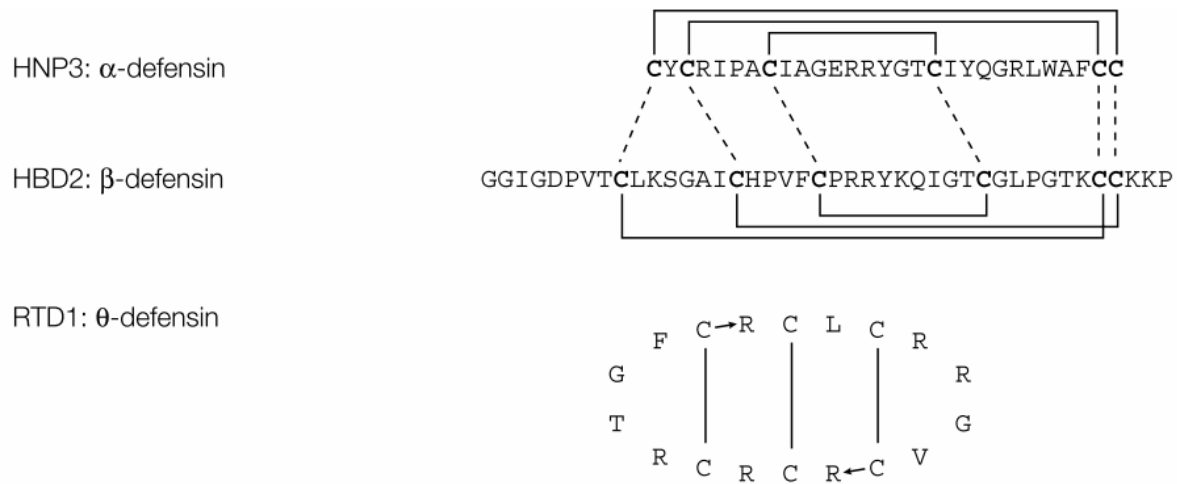 HNP3: α-defensin
CYCRIPACIAGERRYGTCIYQGRLWAFCC
HBD2: β-defensin
GGIGDPVTCLKSGAICHPVFCPRRYKQIGTCGLPGTKCCKKP
RTD1: θ-defensin
F C R C L C R
G R
T G
R C R C R C V